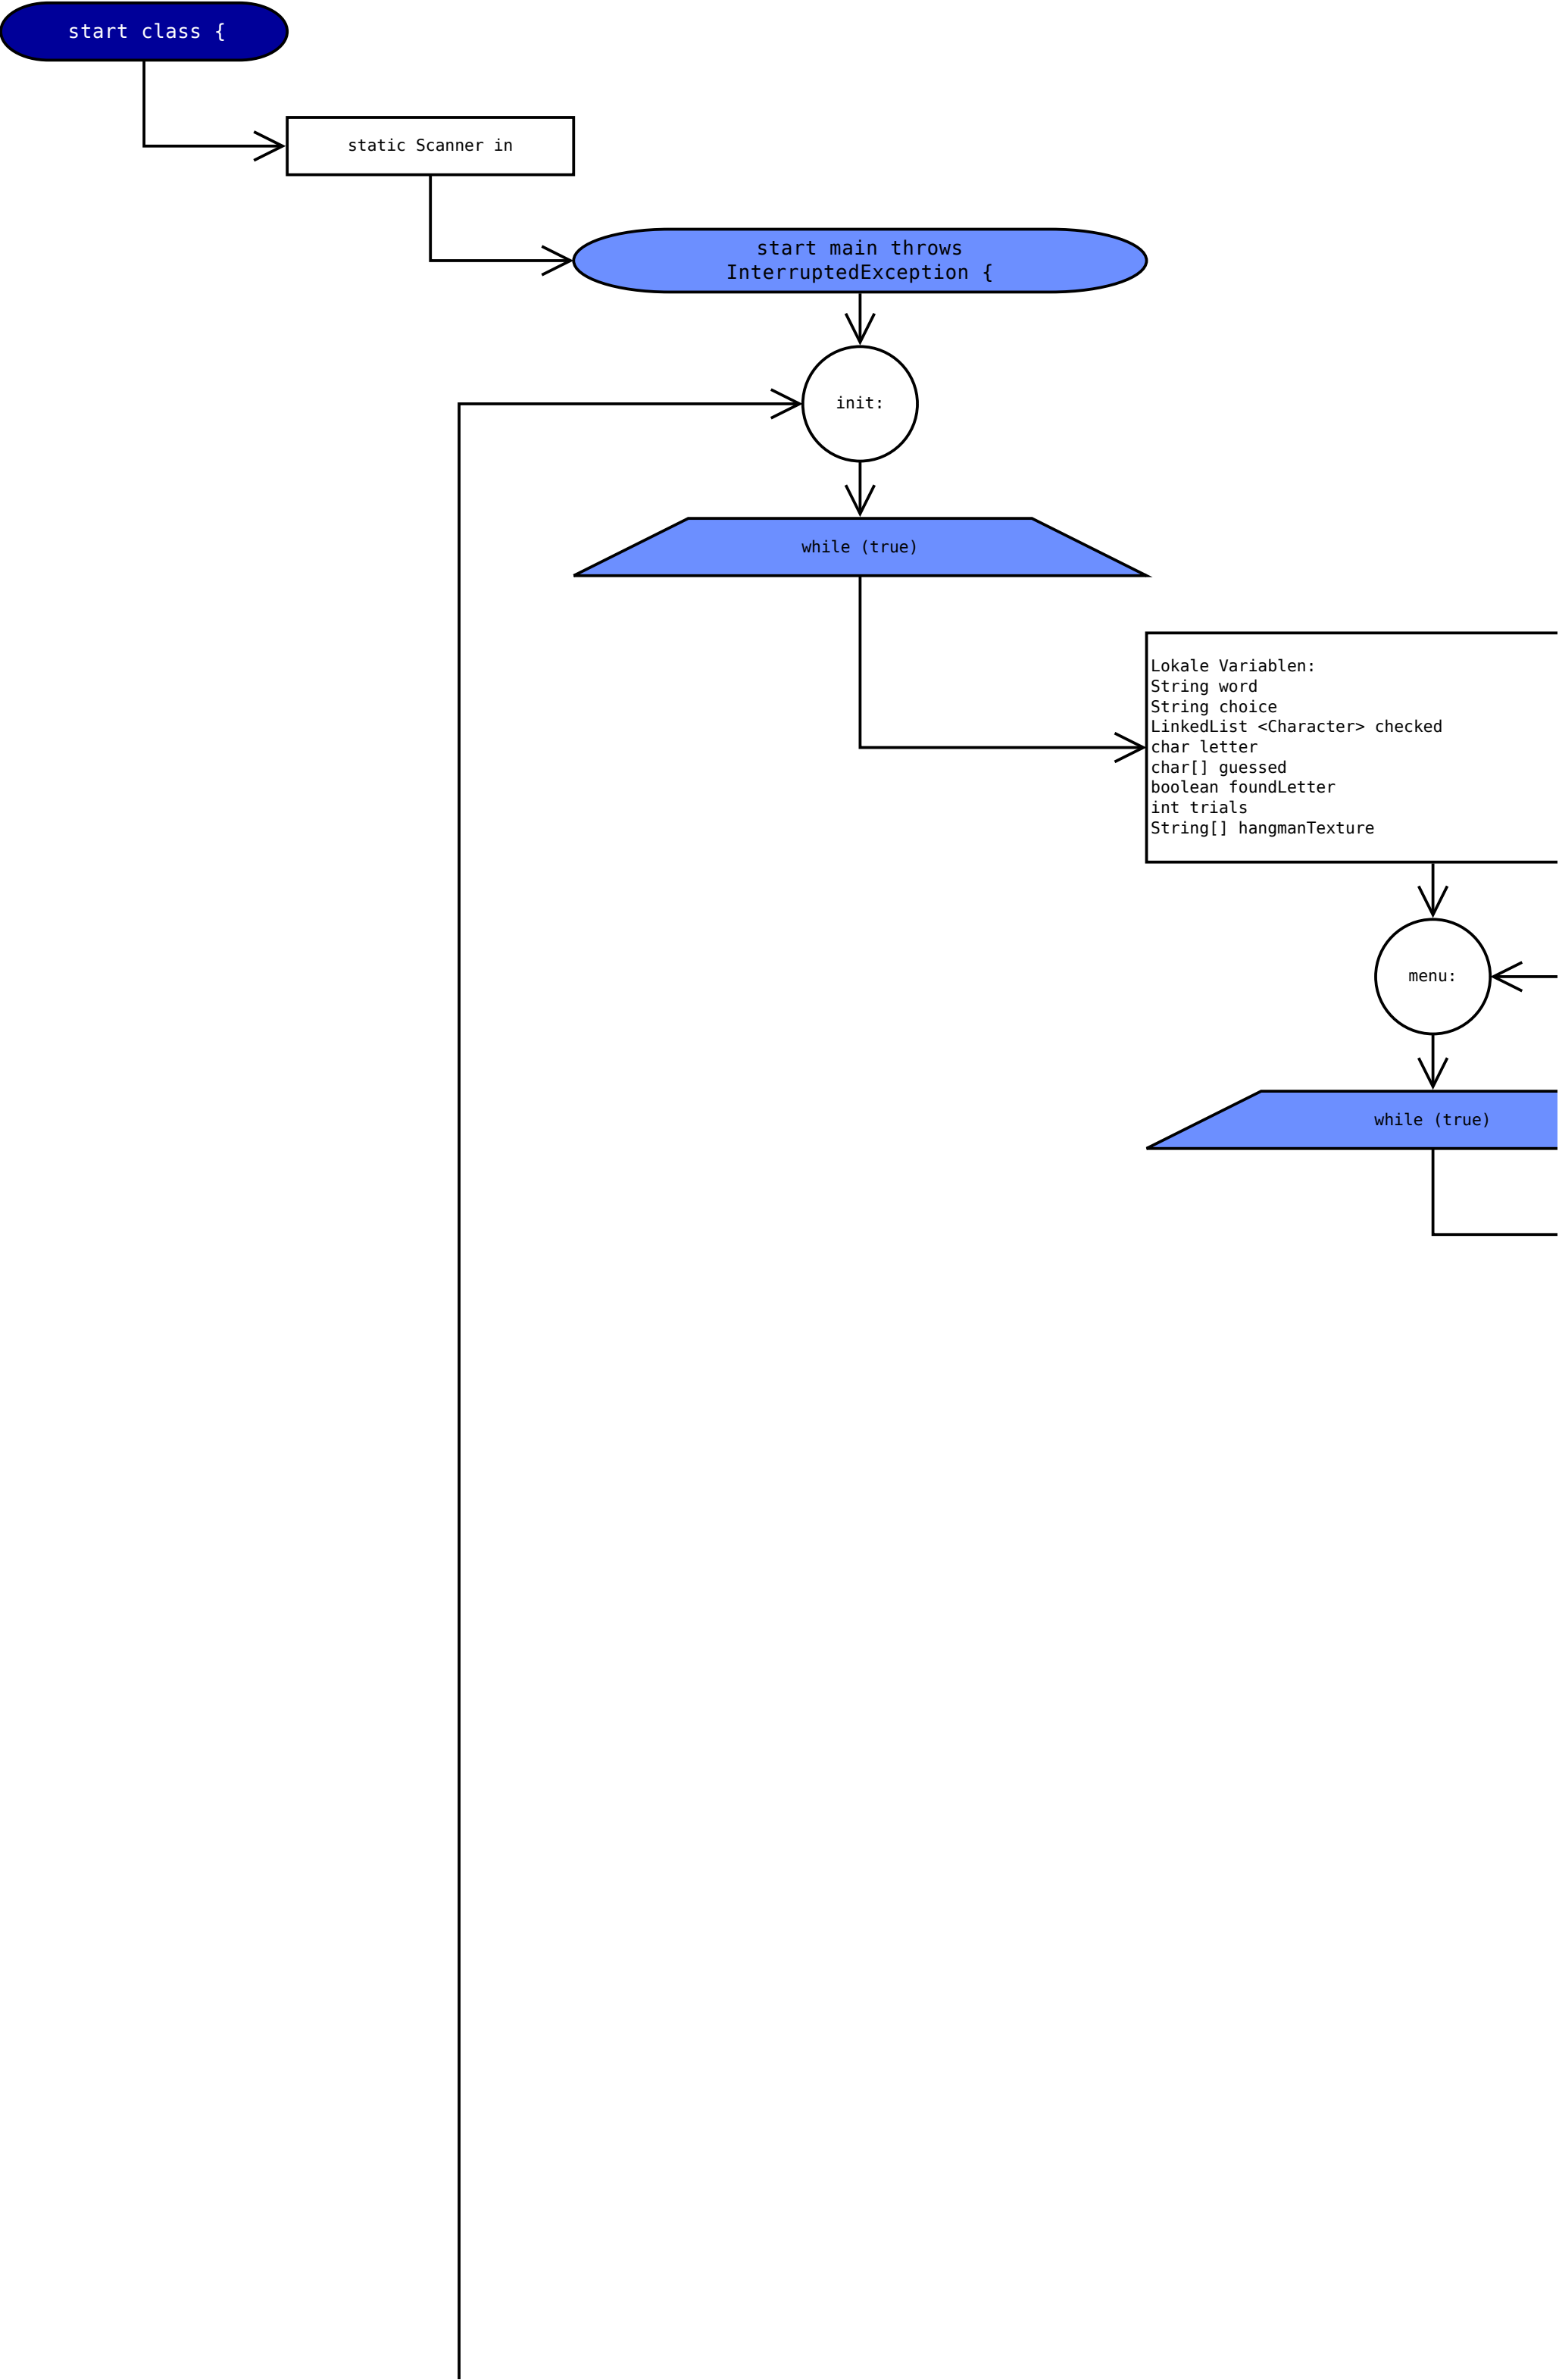 start class {
static Scanner in
start main throws
InterruptedException {
init:
while (true)
Lokale Variablen:
String word
String choice
LinkedList <Character> checked
char letter
char[] guessed
boolean foundLetter
int trials
String[] hangmanTexture
menu:
while (true)